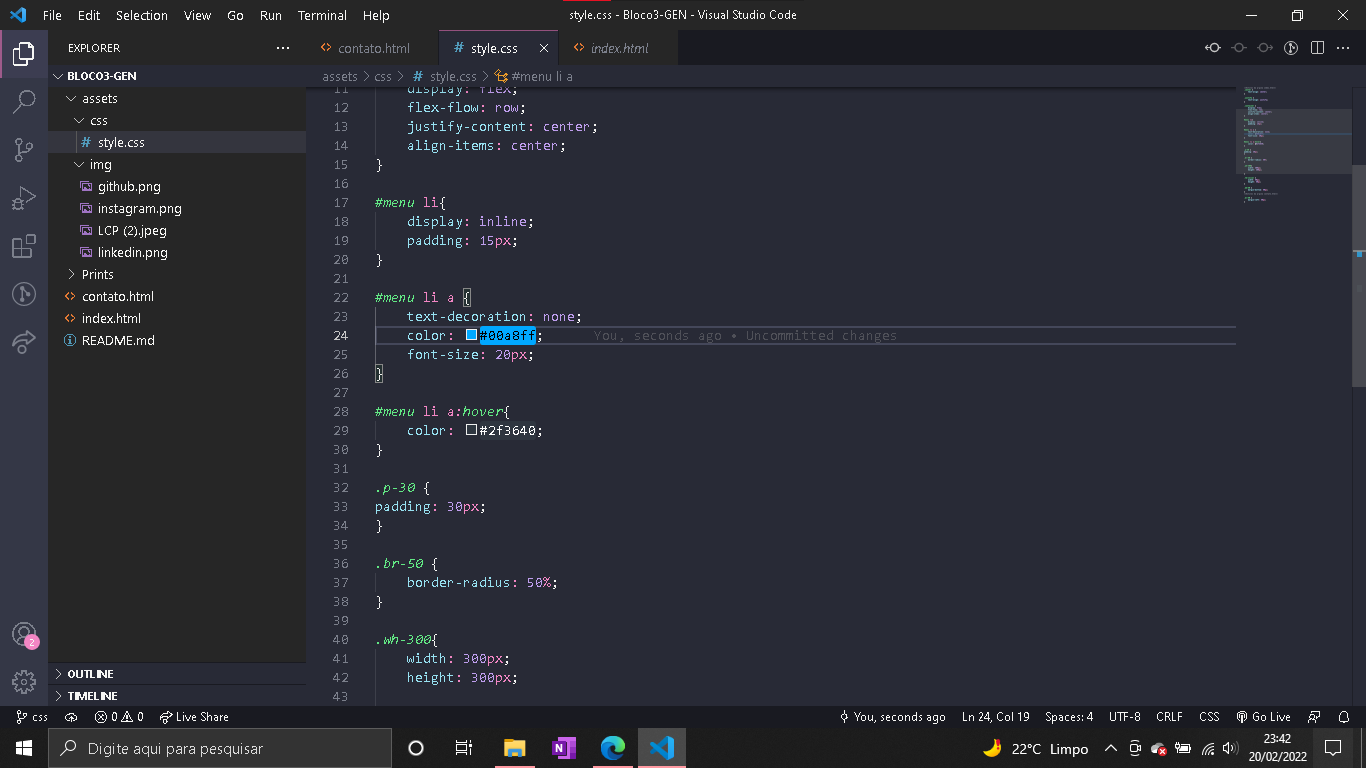 File Edit Selection View Go Run Terminal Help
style.css - Bloco3-GEN - Visual Studio Code
EXPLORER
contato.html
# style.css
index.html
BLOCO3-GEN
assets
css
# style.css
img
github.png
instagram.png
LCP (2).jpeg
linkedin.png
Prints
contato.html
index.html
README.md
OUTLINE
TIMELINE
assets > css > # style.css > #menu li a
11 display: flex;
12 flex-flow: row;
13 justify-content: center;
14 align-items: center;
15 }
16
17 #menu li{
18 display: inline;
19 padding: 15px;
20 }
21
22 #menu li a {
23 text-decoration: none;
24 color: #00a8ff; You, seconds ago • Uncommitted changes
25 font-size: 20px;
26 }
27
28 #menu li a:hover{
29 color: #2f3640;
30 }
31
32 .p-30 {
33 padding: 30px;
34 }
35
36 .br-50 {
37 border-radius: 50%;
38 }
39
40 .wh-300{
41 width: 300px;
42 height: 300px;
43
2
css 0 0 Live Share
You, seconds ago Ln 24, Col 19 Spaces: 4 UTF-8 CRLF CSS Go Live
Digite aqui para pesquisar
22°C Limpo
23:42
20/02/2022